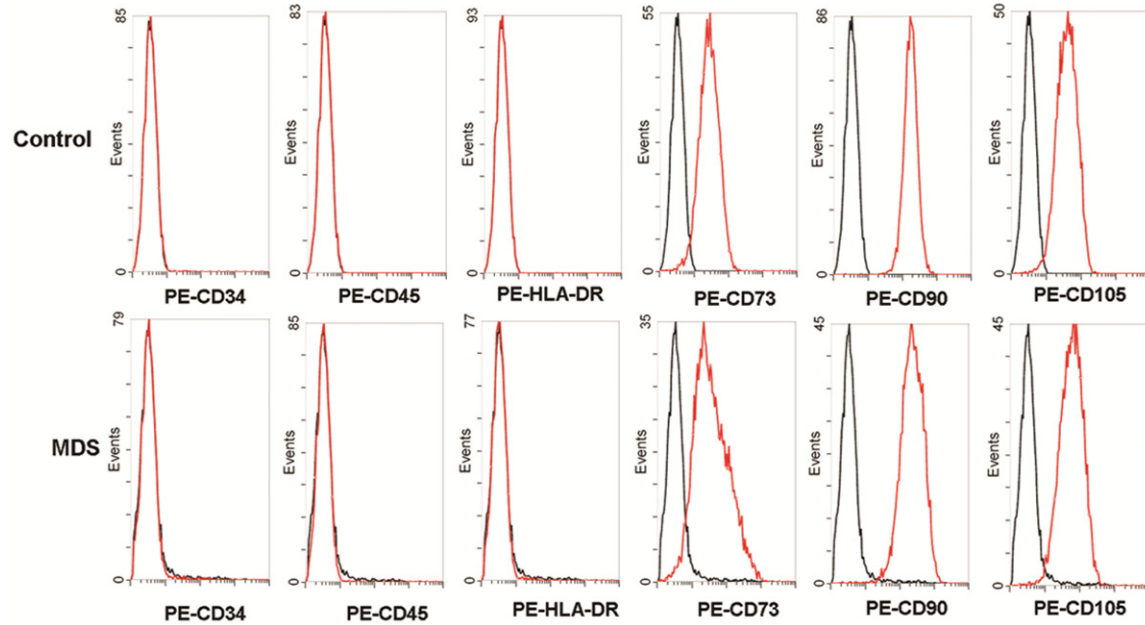 85
83
93
55
86
50
Control
Events
Events
Events
Events
Events
Events
0
0
0
0
0
0
PE-CD34
PE-CD45
PE-HLA-DR
PE-CD73
PE-CD90
PE-CD105
79
85
77
35
45
45
MDS
Events
Events
Events
Events
Events
Events
0
0
0
0
0
0
PE-CD34
PE-CD45
PE-HLA-DR
PE-CD73
PE-CD90
PE-CD105